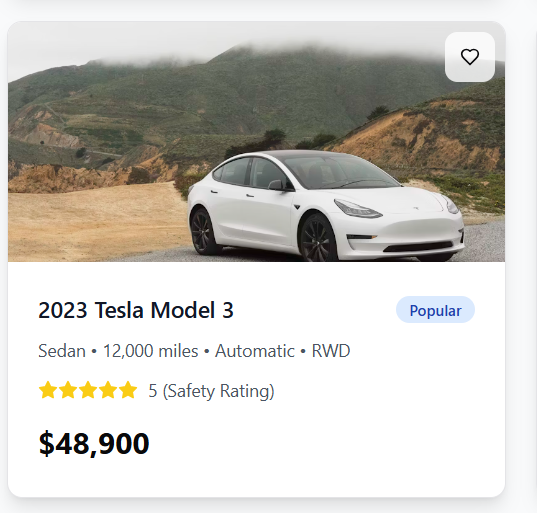 2023 Tesla Model 3
Popular
Sedan • 12,000 miles • Automatic • RWD
5 (Safety Rating)
$48,900